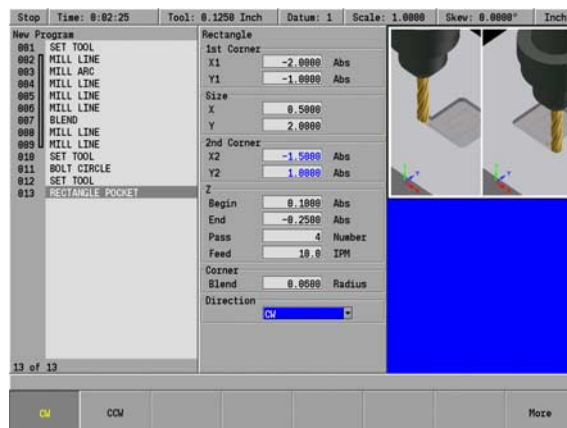 Stop Time: 0:02:25 Tool: 0.1250 Inch Datum: 1 Scale: 1.0000 Skew: 0.0000° Inch
New Program
001 SET TOOL
002 MILL LINE
003 MILL ARC
004 MILL LINE
005 MILL LINE
006 MILL LINE
007 BLEND
008 MILL LINE
009 MILL LINE
010 SET TOOL
011 BOLT CIRCLE
012 SET TOOL
013 RECTANGLE POCKET
13 of 13
Rectangle
1st Corner
X1 -2.0000 Abs
Y1 -1.0000 Abs
Size
X 0.5000
Y 2.0000
2nd Corner
X2 -1.5000 Abs
Y2 1.0000 Abs
Z
Begin 0.1000 Abs
End -0.2500 Abs
Pass 4 Number
Feed 10.0 IPM
Corner
Blend 0.0600 Radius
Direction
CW
CW CCW More